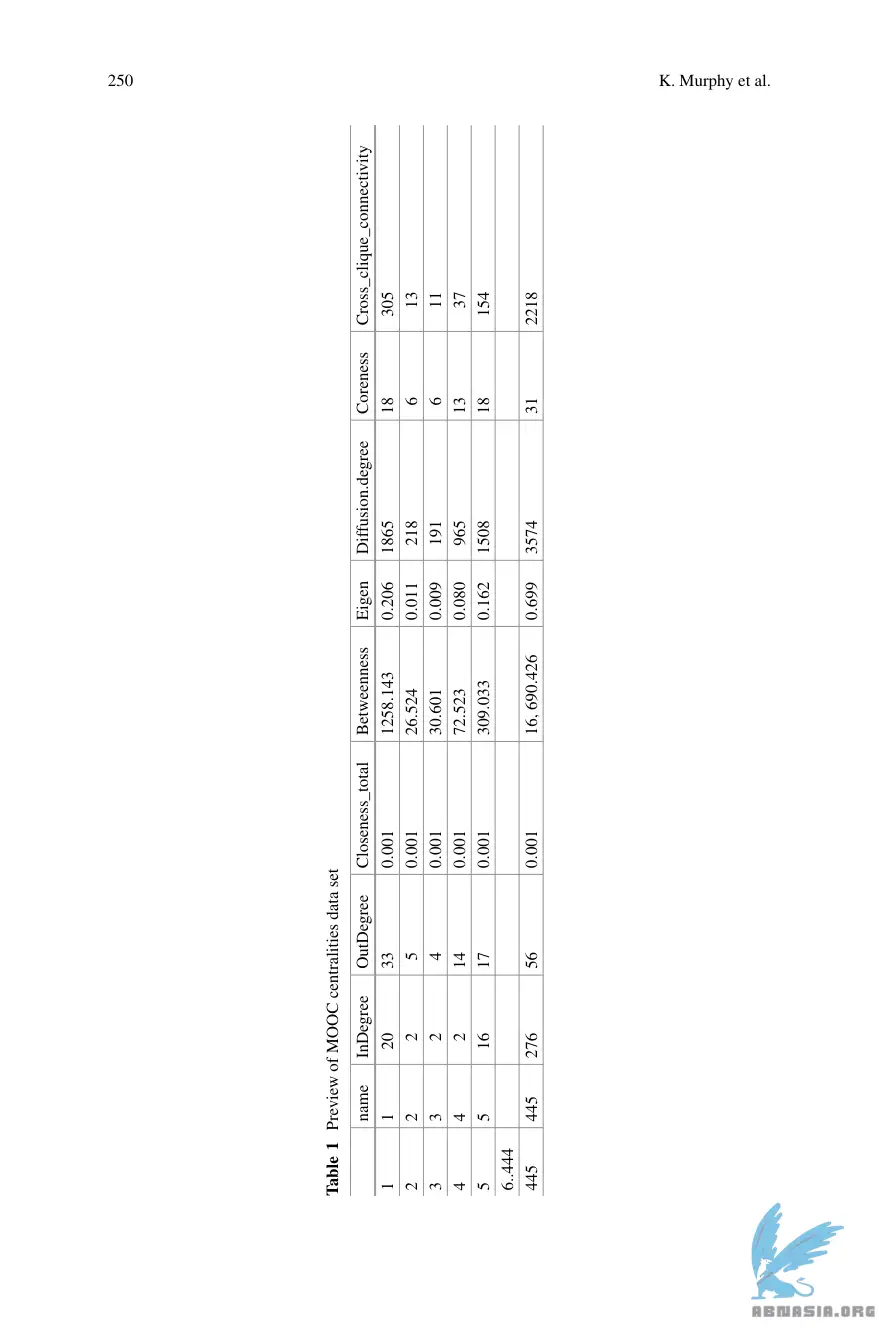 250 K. Murphy et al.
Table 1 Preview of MOOC centralities data set
name InDegree OutDegree Closeness_total Betweenness Eigen Diffusion.degree Coreness Cross_clique_connectivity
1 1 20 33 0.001 1258.143 0.206 1865 18 305
2 2 2 5 0.001 26.524 0.011 218 6 13
3 3 2 4 0.001 30.601 0.009 191 6 11
4 4 2 14 0.001 72.523 0.080 965 13 37
5 5 16 17 0.001 309.033 0.162 1508 18 154
6..444
445 445 276 56 0.001 16, 690.426 0.699 3574 31 2218
ABNASIA.ORG